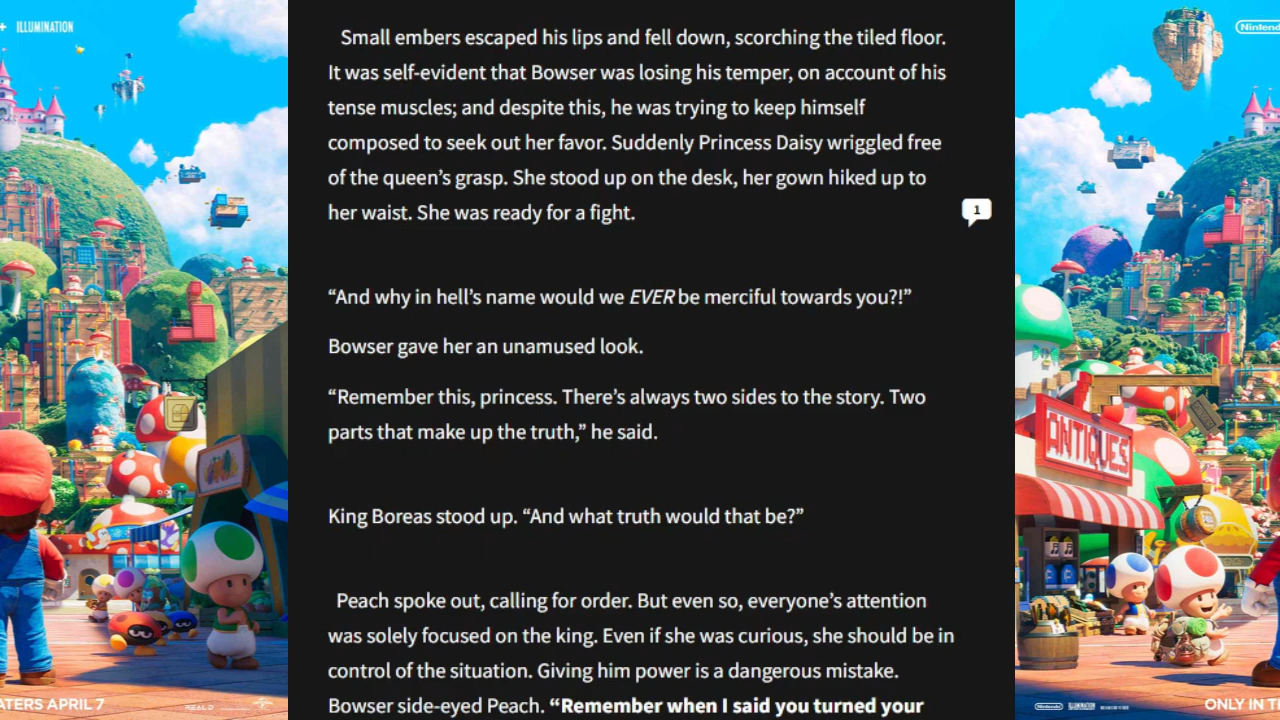 ILLUMINATION
Nintendo
Small embers escaped his lips and fell down, scorching the tiled floor.
It was self-evident that Bowser was losing his temper, on account of his
tense muscles; and despite this, he was trying to keep himself
composed to seek out her favor. Suddenly Princess Daisy wriggled free
of the queen’s grasp. She stood up on the desk, her gown hiked up to
her waist. She was ready for a fight.
1
“And why in hell’s name would we EVER be merciful towards you?!”
Bowser gave her an unamused look.
“Remember this, princess. There’s always two sides to the story. Two
parts that make up the truth,” he said.
ANTIQUES
King Boreas stood up. “And what truth would that be?”
Peach spoke out, calling for order. But even so, everyone’s attention
was solely focused on the king. Even if she was curious, she should be in
control of the situation. Giving him power is a dangerous mistake.
Bowser side-eyed Peach. “Remember when I said you turned your
ATERS APRIL 7
ONLY IN T